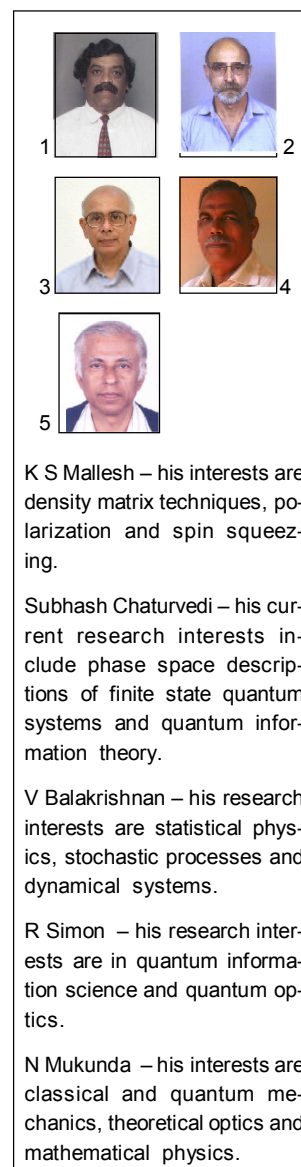 1
2
3
4
5
K S Mallesh – his interests are
density matrix techniques, po-
larization and spin squeez-
ing.
Subhash Chaturvedi – his cur-
rent research interests in-
clude phase space descrip-
tions of finite state quantum
systems and quantum infor-
mation theory.
V Balakrishnan – his research
interests are statistical phys-
ics, stochastic processes and
dynamical systems.
R Simon – his research inter-
ests are in quantum informa-
tion science and quantum op-
tics.
N Mukunda – his interests are
classical and quantum me-
chanics, theoretical optics and
mathematical physics.